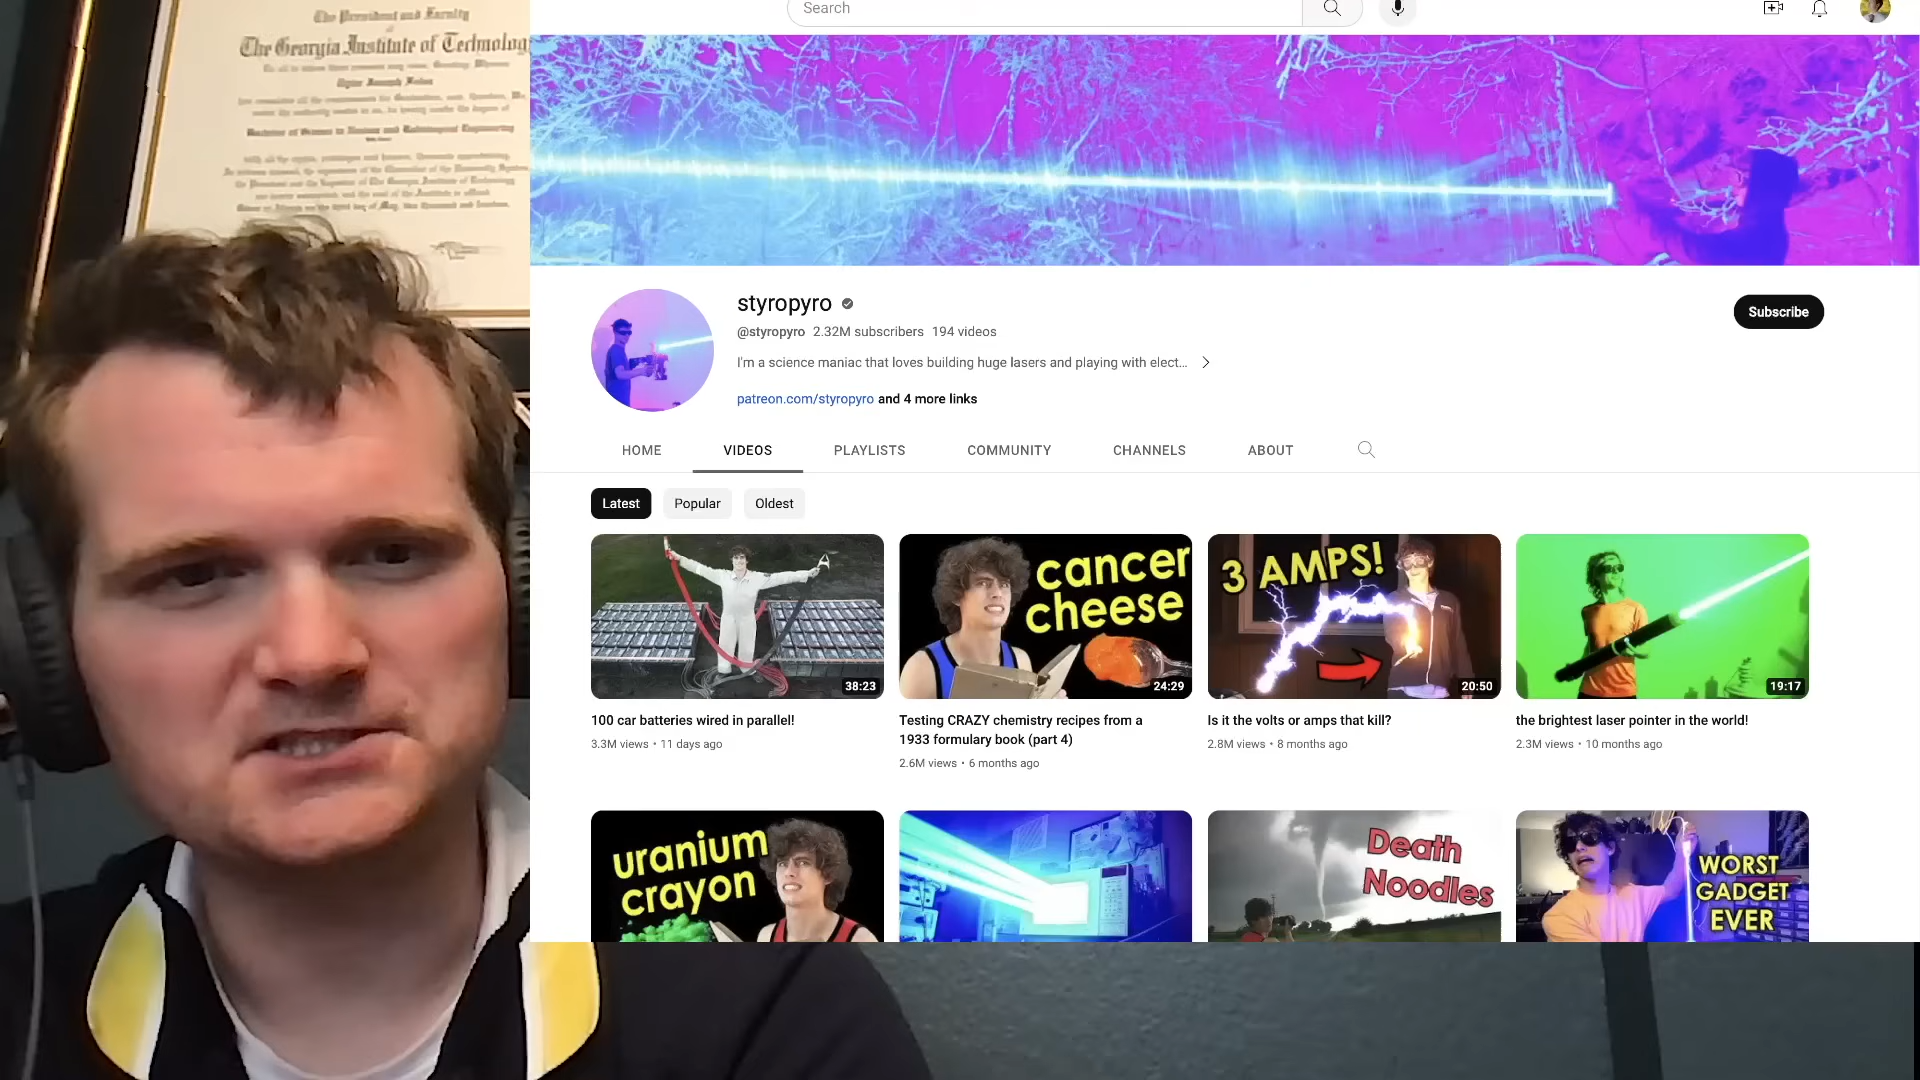 The President and Faculty
of
The Georgia Institute of Technology
Search
styropyro
@styropyro 2.32M subscribers 194 videos
I'm a science maniac that loves building huge lasers and playing with elect...
patreon.com/styropyro and 4 more links
Subscribe
HOME VIDEOS PLAYLISTS COMMUNITY CHANNELS ABOUT
Latest Popular Oldest
38:23
cancer
cheese
24:29
3 AMPS!
20:50
19:17
100 car batteries wired in parallel!
3.3M views • 11 days ago
Testing CRAZY chemistry recipes from a
1933 formulary book (part 4)
2.6M views • 6 months ago
Is it the volts or amps that kill?
2.8M views • 8 months ago
the brightest laser pointer in the world!
2.3M views • 10 months ago
uranium
crayon
Death
Noodles
WORST
GADGET
EVER